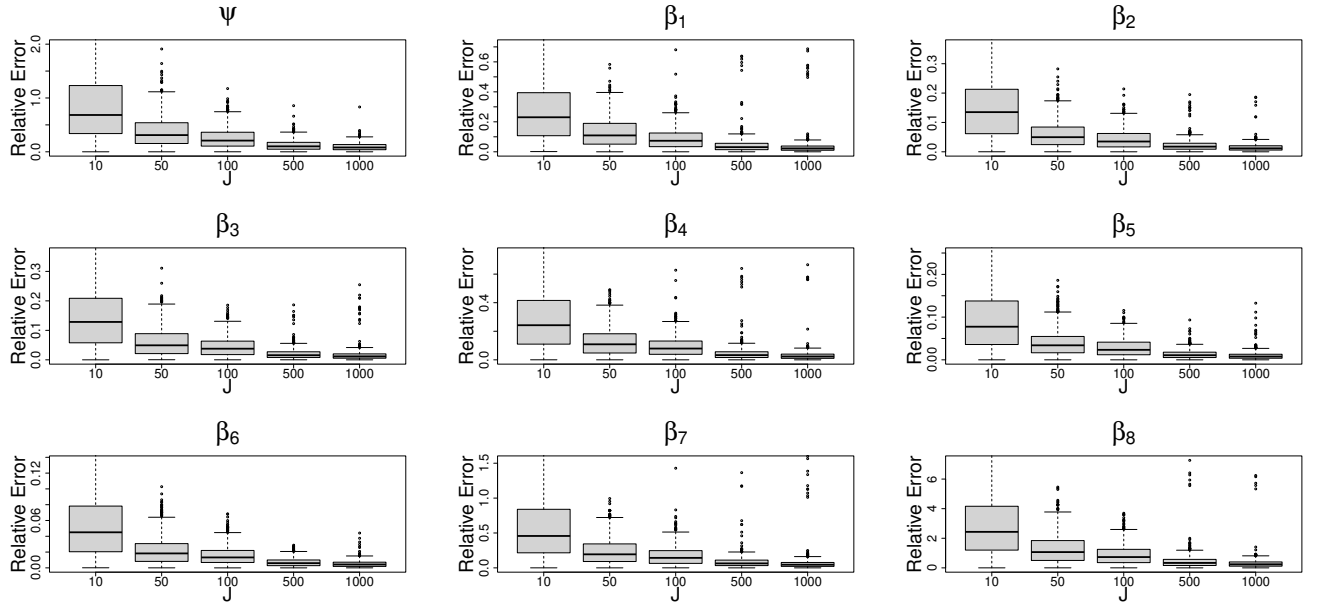 ψ
Relative Error
0.0 1.0 2.0
10 50 100 500 1000
J
β1
Relative Error
0.0 0.2 0.4 0.6
10 50 100 500 1000
J
β2
Relative Error
0.0 0.1 0.2 0.3
10 50 100 500 1000
J
β3
Relative Error
0.0 0.1 0.2 0.3
10 50 100 500 1000
J
β4
Relative Error
0.0 0.4
10 50 100 500 1000
J
β5
Relative Error
0.00 0.10 0.20
10 50 100 500 1000
J
β6
Relative Error
0.00 0.06 0.12
10 50 100 500 1000
J
β7
Relative Error
0.0 0.5 1.0 1.5
10 50 100 500 1000
J
β8
Relative Error
0 2 4 6
10 50 100 500 1000
J